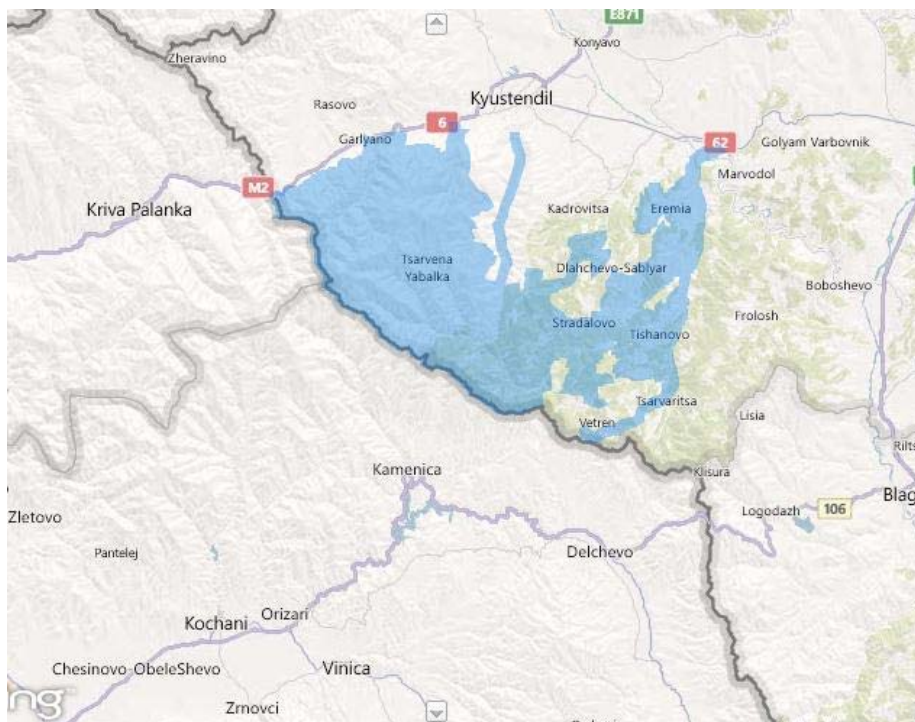 E871
Konyavo
Zheravino
Kyustendil
Rasovo
6
Garlyano
62
Golyam Varbovnik
Marvodol
M2
Kriva Palanka
Kadrovitsa
Eremia
Tsarvena
Yabalka
Dlahchevo-Sablyar
Boboshevo
Stradalovo
Tishanovo
Frolosh
Tsarvaritsa
Lisia
Vetren
Rilts
Kamenica
Klisura
Blag
Zletovo
Logodazh
106
Pantelej
Delchevo
Kochani
Orizari
Chesinovo-ObeleShevo
Vinica
ng
Zrnovci